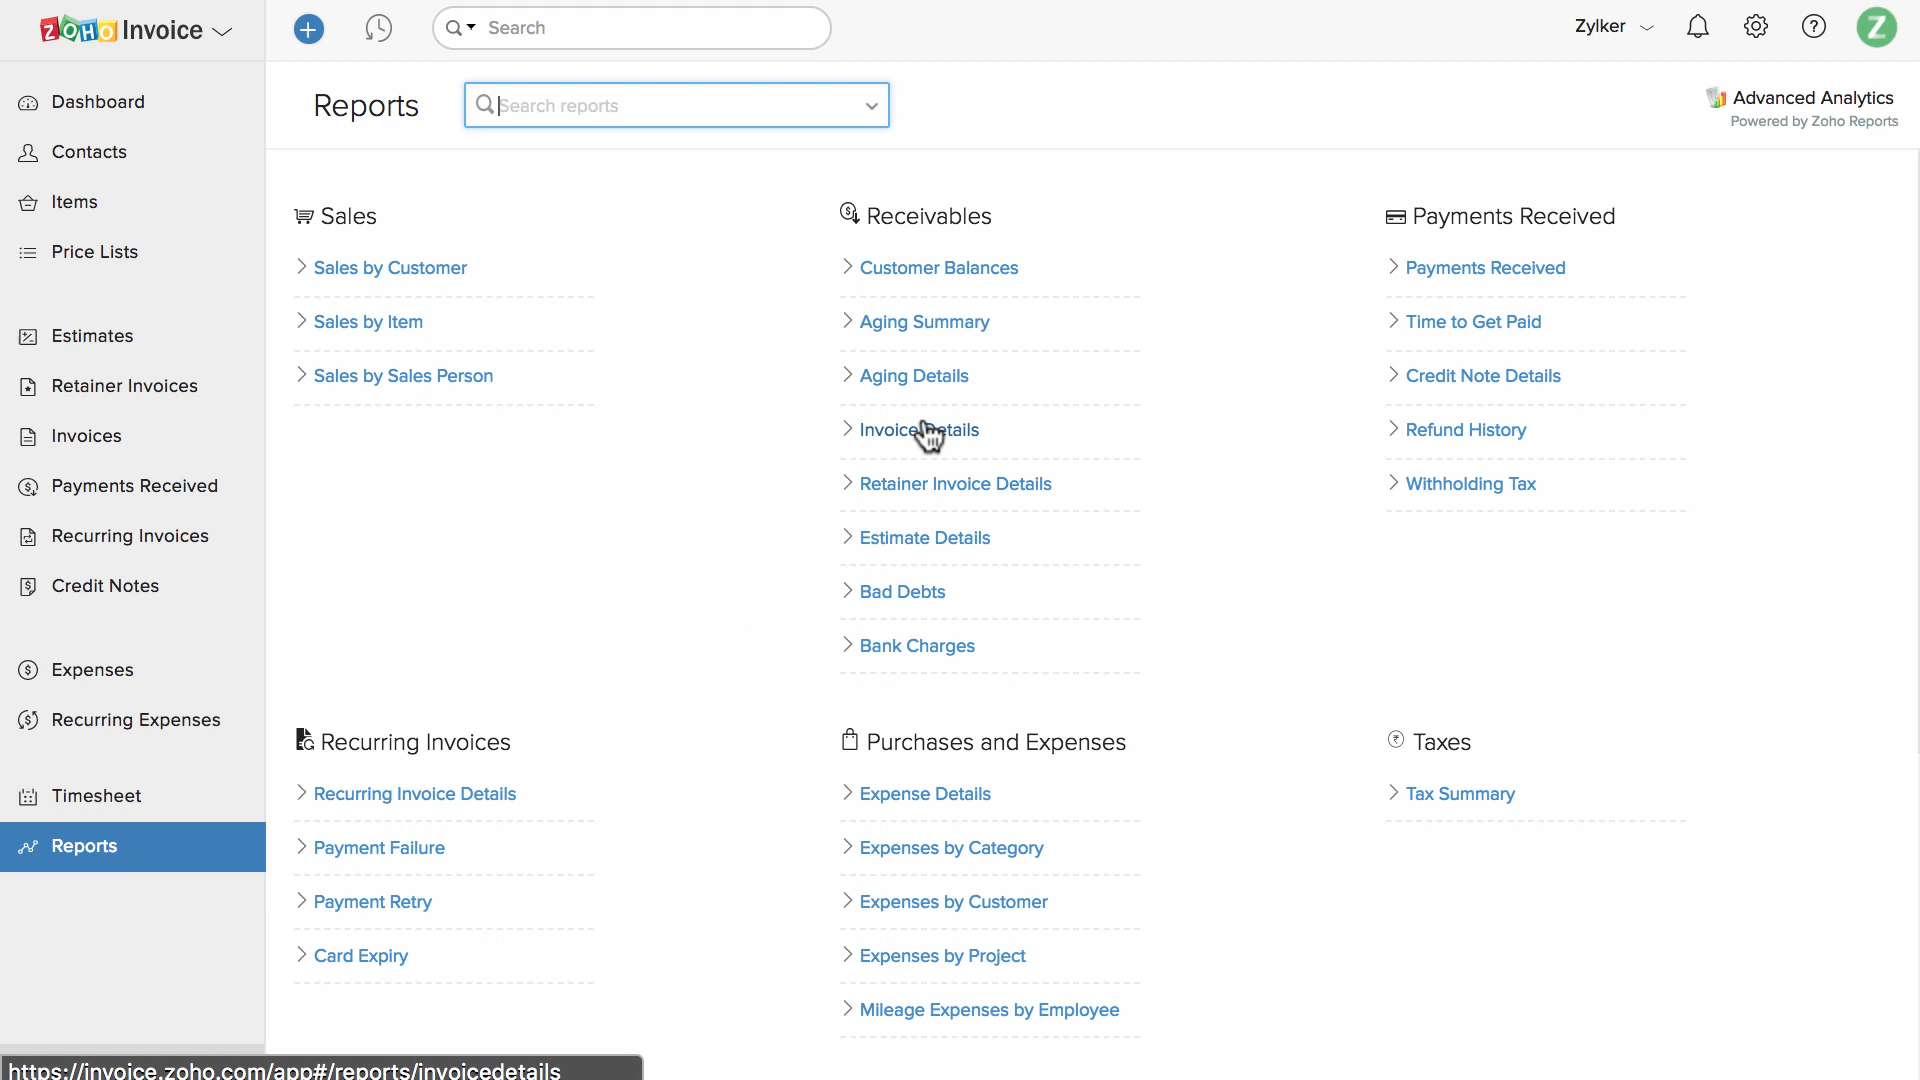 ZOHO Invoice
Search
Zylker
Z
Dashboard
Contacts
Items
Price Lists
Estimates
Retainer Invoices
Invoices
Payments Received
Recurring Invoices
Credit Notes
Expenses
Recurring Expenses
Timesheet
Reports
Reports
Search reports
Advanced Analytics
Powered by Zoho Reports
Sales
Sales by Customer
Sales by Item
Sales by Sales Person
Receivables
Customer Balances
Aging Summary
Aging Details
Invoice Details
Retainer Invoice Details
Estimate Details
Bad Debts
Bank Charges
Payments Received
Payments Received
Time to Get Paid
Credit Note Details
Refund History
Withholding Tax
Recurring Invoices
Recurring Invoice Details
Payment Failure
Payment Retry
Card Expiry
Purchases and Expenses
Expense Details
Expenses by Category
Expenses by Customer
Expenses by Project
Mileage Expenses by Employee
Taxes
Tax Summary
https://invoice.zoho.com/app#/reports/invoicedetails